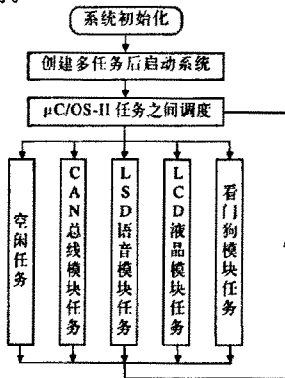 系统初始化
创建多任务后启动系统
μC/OS-II 任务之间调度
空闲任务
CAN总线模块任务
LSD语音模块任务
LCD液晶模块任务
看门狗模块任务